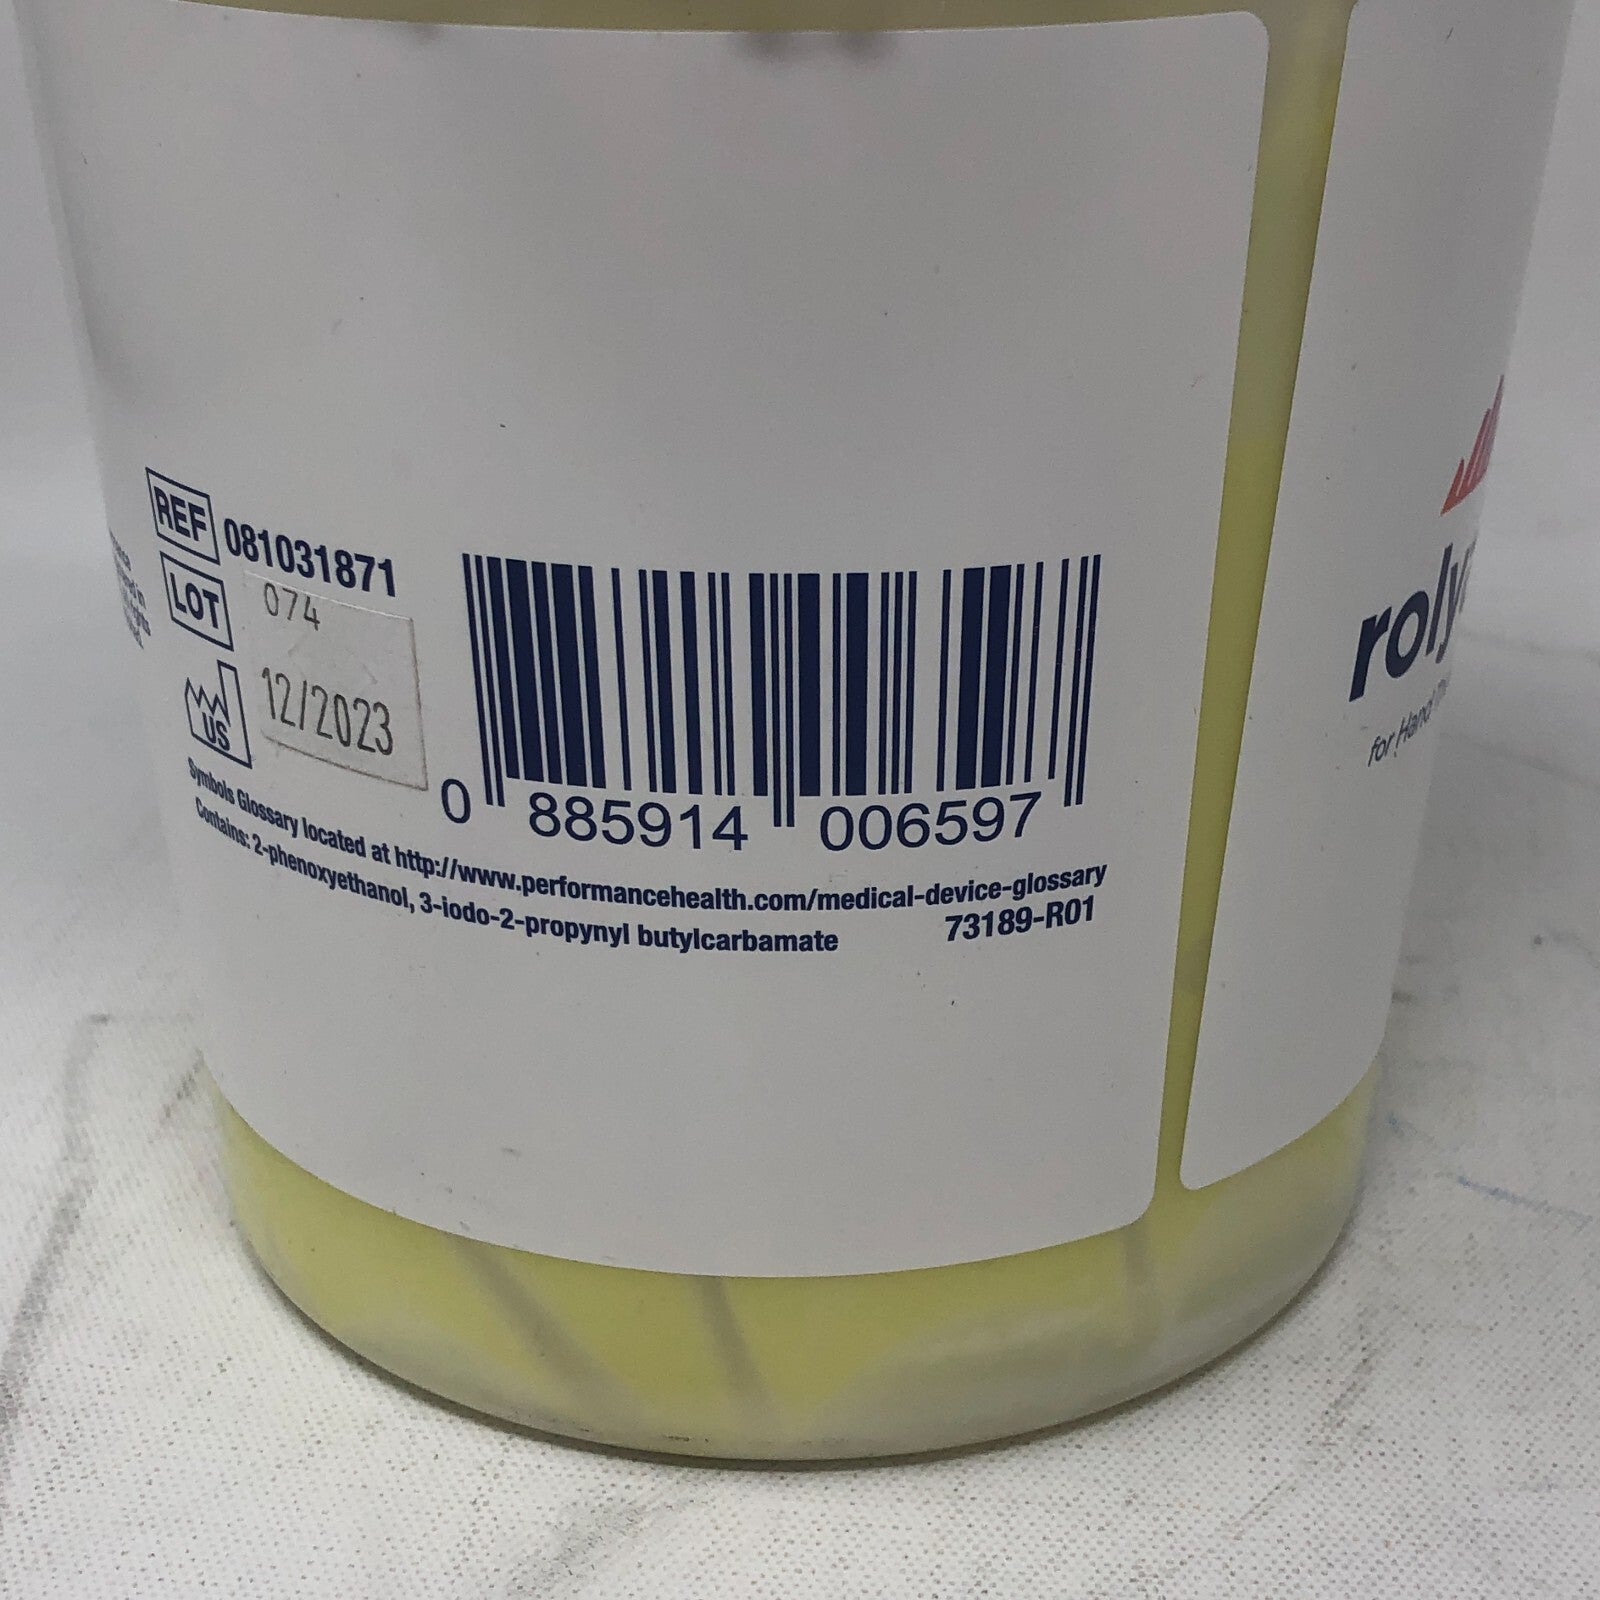 REF 081031871
LOT 074
US 12/2023
0 885914 006597
Symbols Glossary located at http://www.performancehealth.com/medical-device-glossary
Contains: 2-phenoxyethanol, 3-iodo-2-propynyl butylcarbamate
73189-R01
roly
for Hand